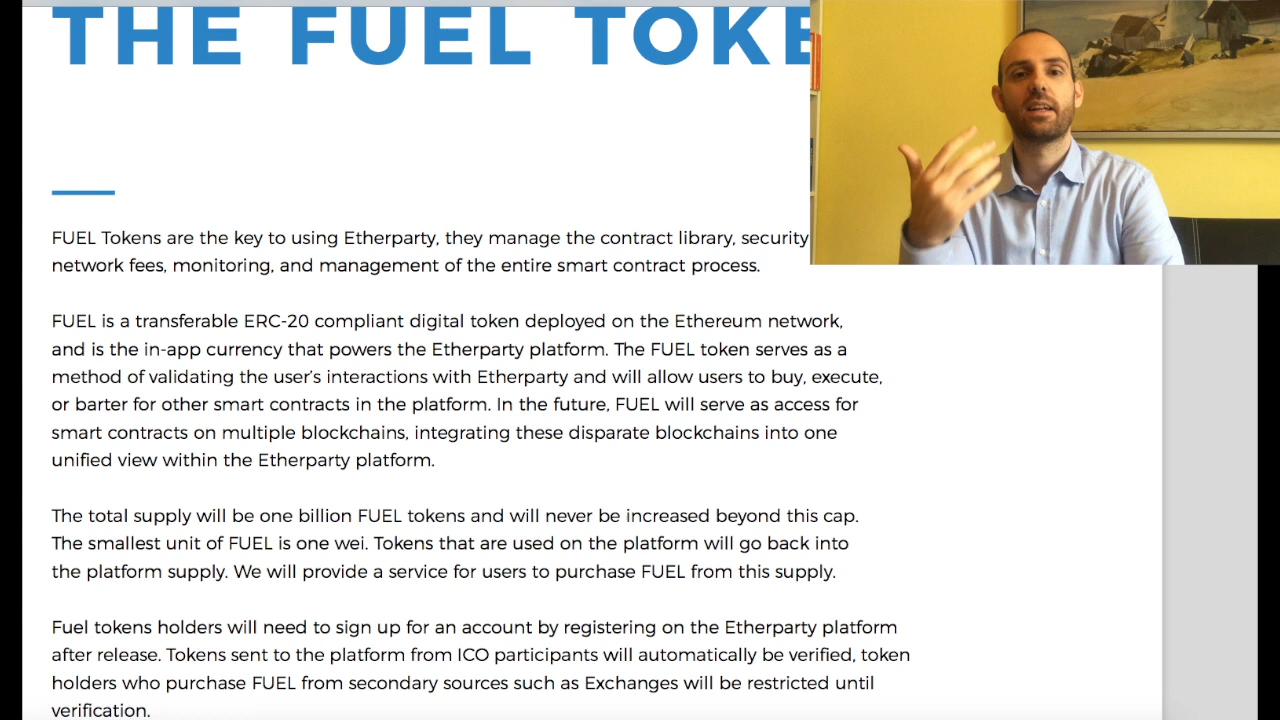 THE FUEL TOKE
FUEL Tokens are the key to using Etherparty, they manage the contract library, security
network fees, monitoring, and management of the entire smart contract process.
FUEL is a transferable ERC-20 compliant digital token deployed on the Ethereum network,
and is the in-app currency that powers the Etherparty platform. The FUEL token serves as a
method of validating the user's interactions with Etherparty and will allow users to buy, execute,
or barter for other smart contracts in the platform. In the future, FUEL will serve as access for
smart contracts on multiple blockchains, integrating these disparate blockchains into one
unified view within the Etherparty platform.
The total supply will be one billion FUEL tokens and will never be increased beyond this cap.
The smallest unit of FUEL is one wei. Tokens that are used on the platform will go back into
the platform supply. We will provide a service for users to purchase FUEL from this supply.
Fuel tokens holders will need to sign up for an account by registering on the Etherparty platform
after release. Tokens sent to the platform from ICO participants will automatically be verified, token
holders who purchase FUEL from secondary sources such as Exchanges will be restricted until
verification.